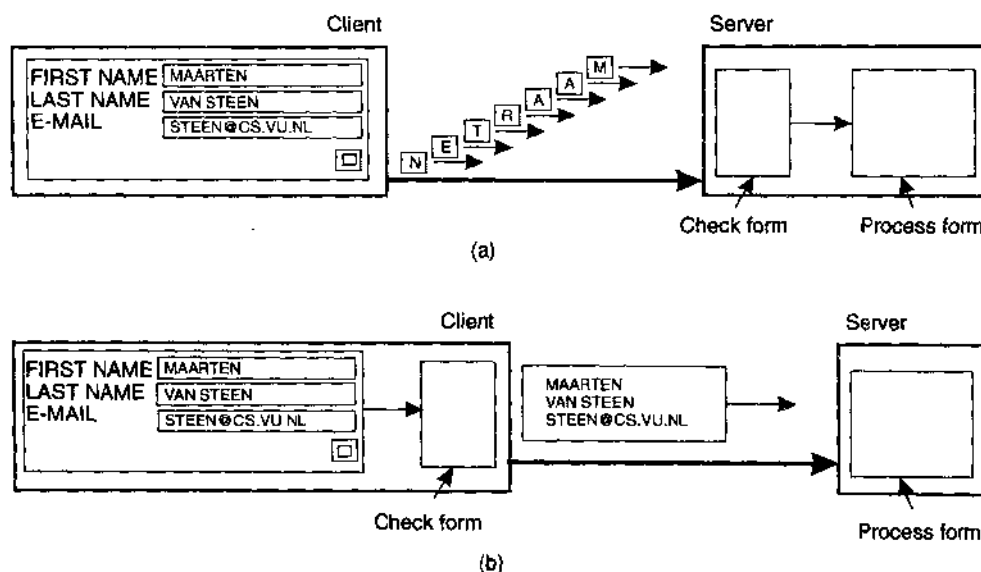 Client
Server
FIRST NAME MAARTEN
LAST NAME VAN STEEN
E-MAIL STEEN@CS.VU.NL
N E T R A A M
Check form
Process form
(a)
Client
Server
FIRST NAME MAARTEN
LAST NAME VAN STEEN
E-MAIL STEEN@CS.VU NL
MAARTEN
VAN STEEN
STEEN@CS.VU.NL
Check form
Process form
(b)